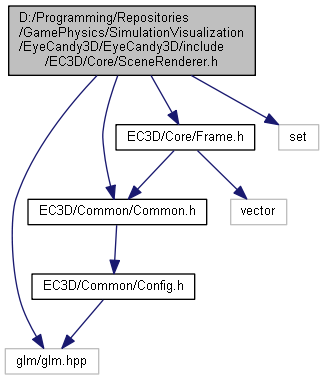 D:/Programming/Repositories
/GamePhysics/SimulationVisualization
/EyeCandy3D/EyeCandy3D/include
/EC3D/Core/SceneRenderer.h
EC3D/Core/Frame.h
set
EC3D/Common/Common.h
vector
EC3D/Common/Config.h
glm/glm.hpp